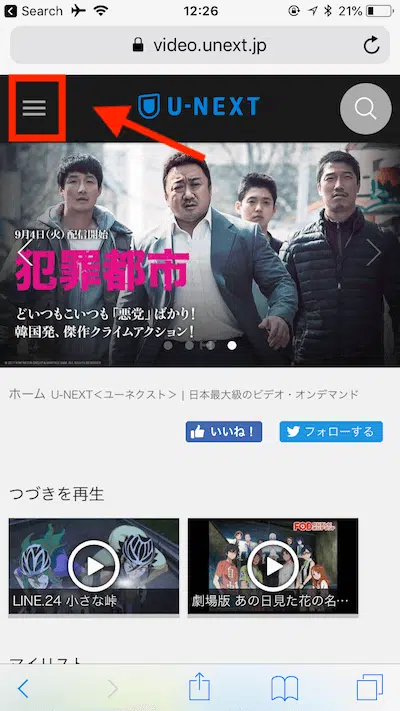 Search
12:26
21%
video.unext.jp
U-NEXT
9月4日(火)配信開始
犯罪都市
どいつもこいつも「悪党」ばかり!
韓国発、傑作クライムアクション!
ホーム U-NEXT<ユーネクスト> | 日本最大級のビデオ・オンデマンド
いいね!
フォローする
つづきを再生
LINE.24 小さな峠
劇場版 あの日見た花の名…
マイリスト